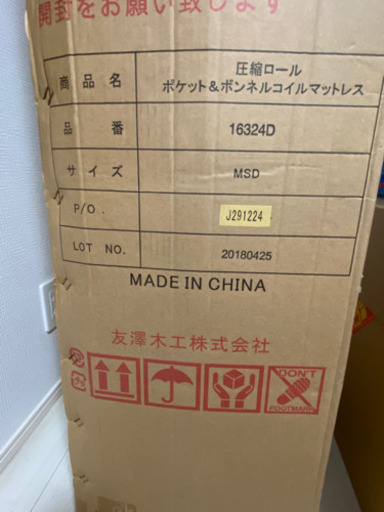 開封をお願い致します
商品名
圧縮ロール
ポケット&ボンネルコイルマットレス
品番
16324D
サイズ
MSD
P/O.
J291224
LOT NO.
20180425
MADE IN CHINA
友澤木工株式会社
DON'T
FOOTMARK